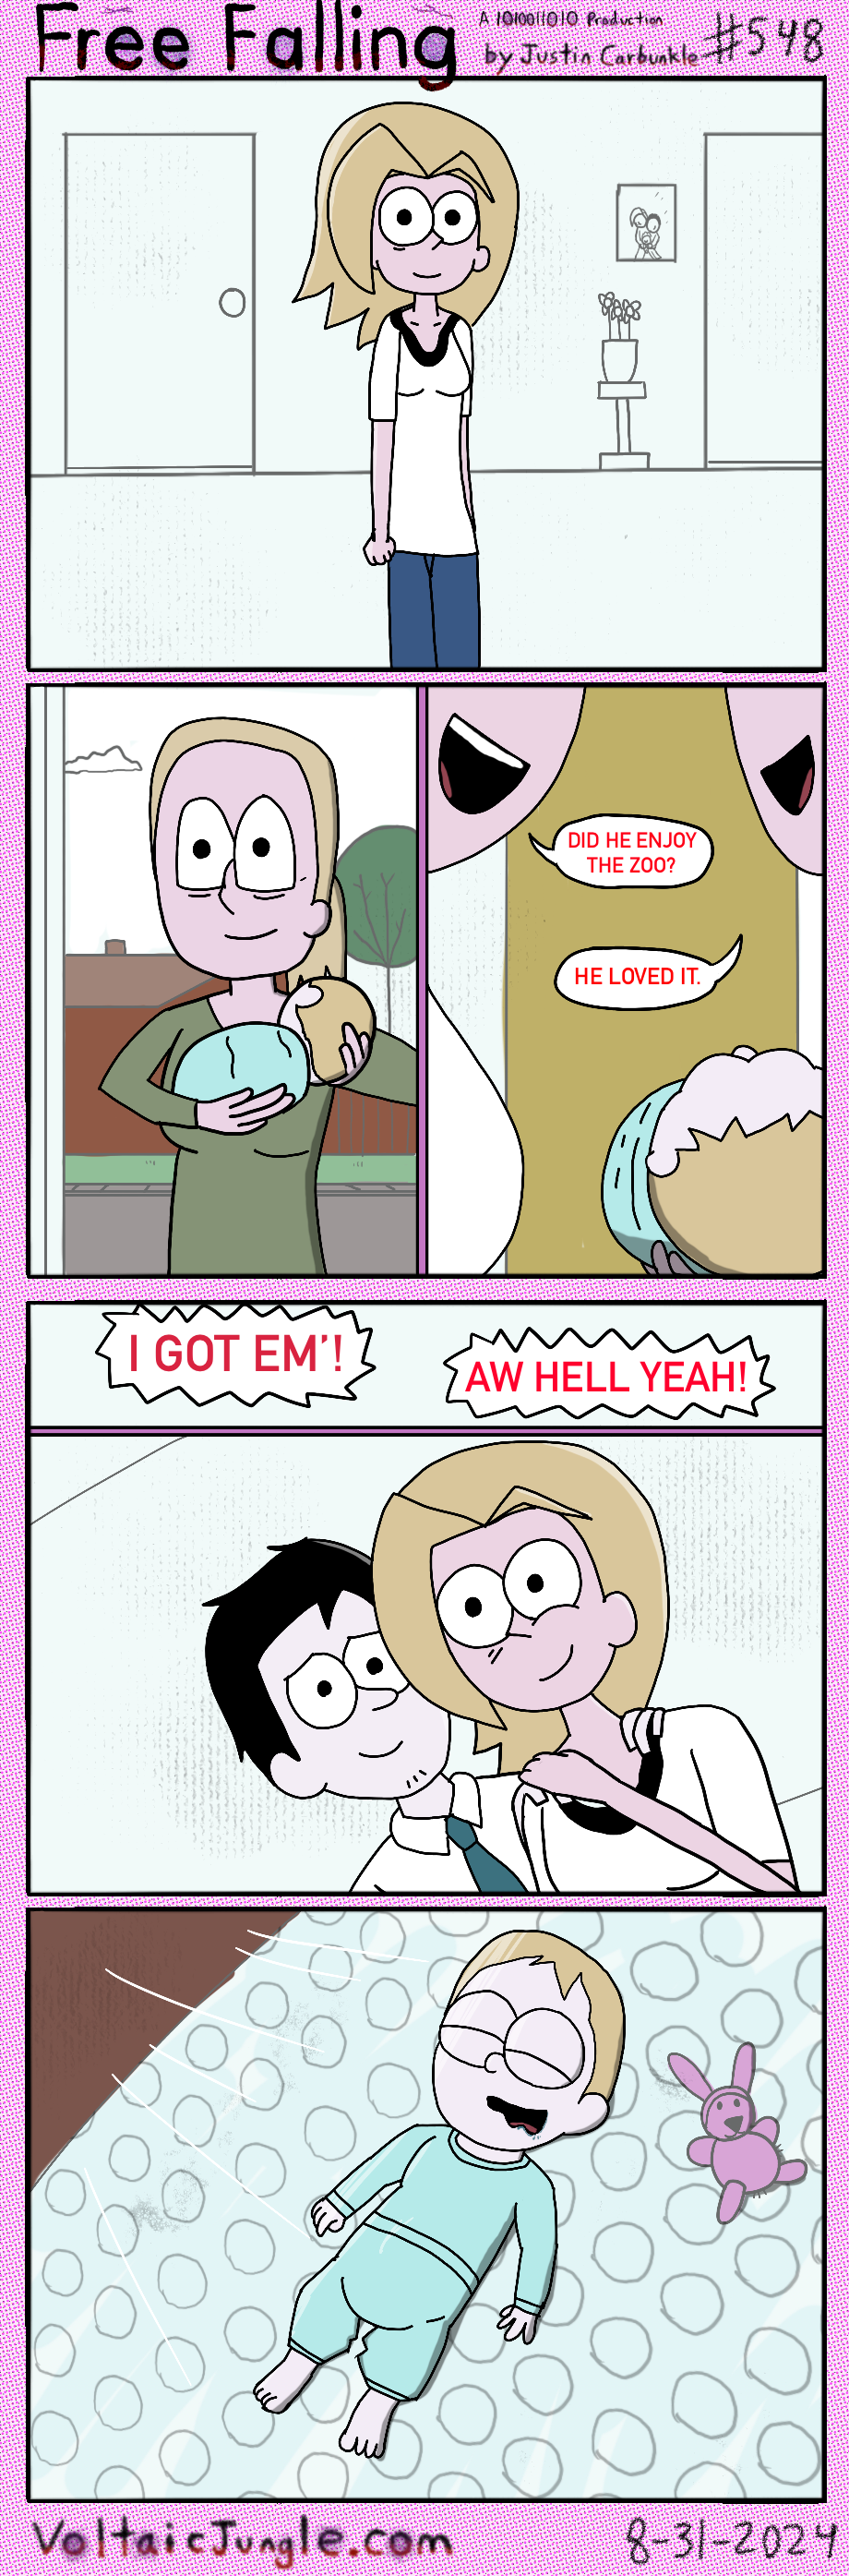 Free Falling
A 1010011010 Production
by Justin Carbunkle
#548
DID HE ENJOY
THE ZOO?
HE LOVED IT.
I GOT EM'!
AW HELL YEAH!
VoltaicJungle.com
8-31-2024